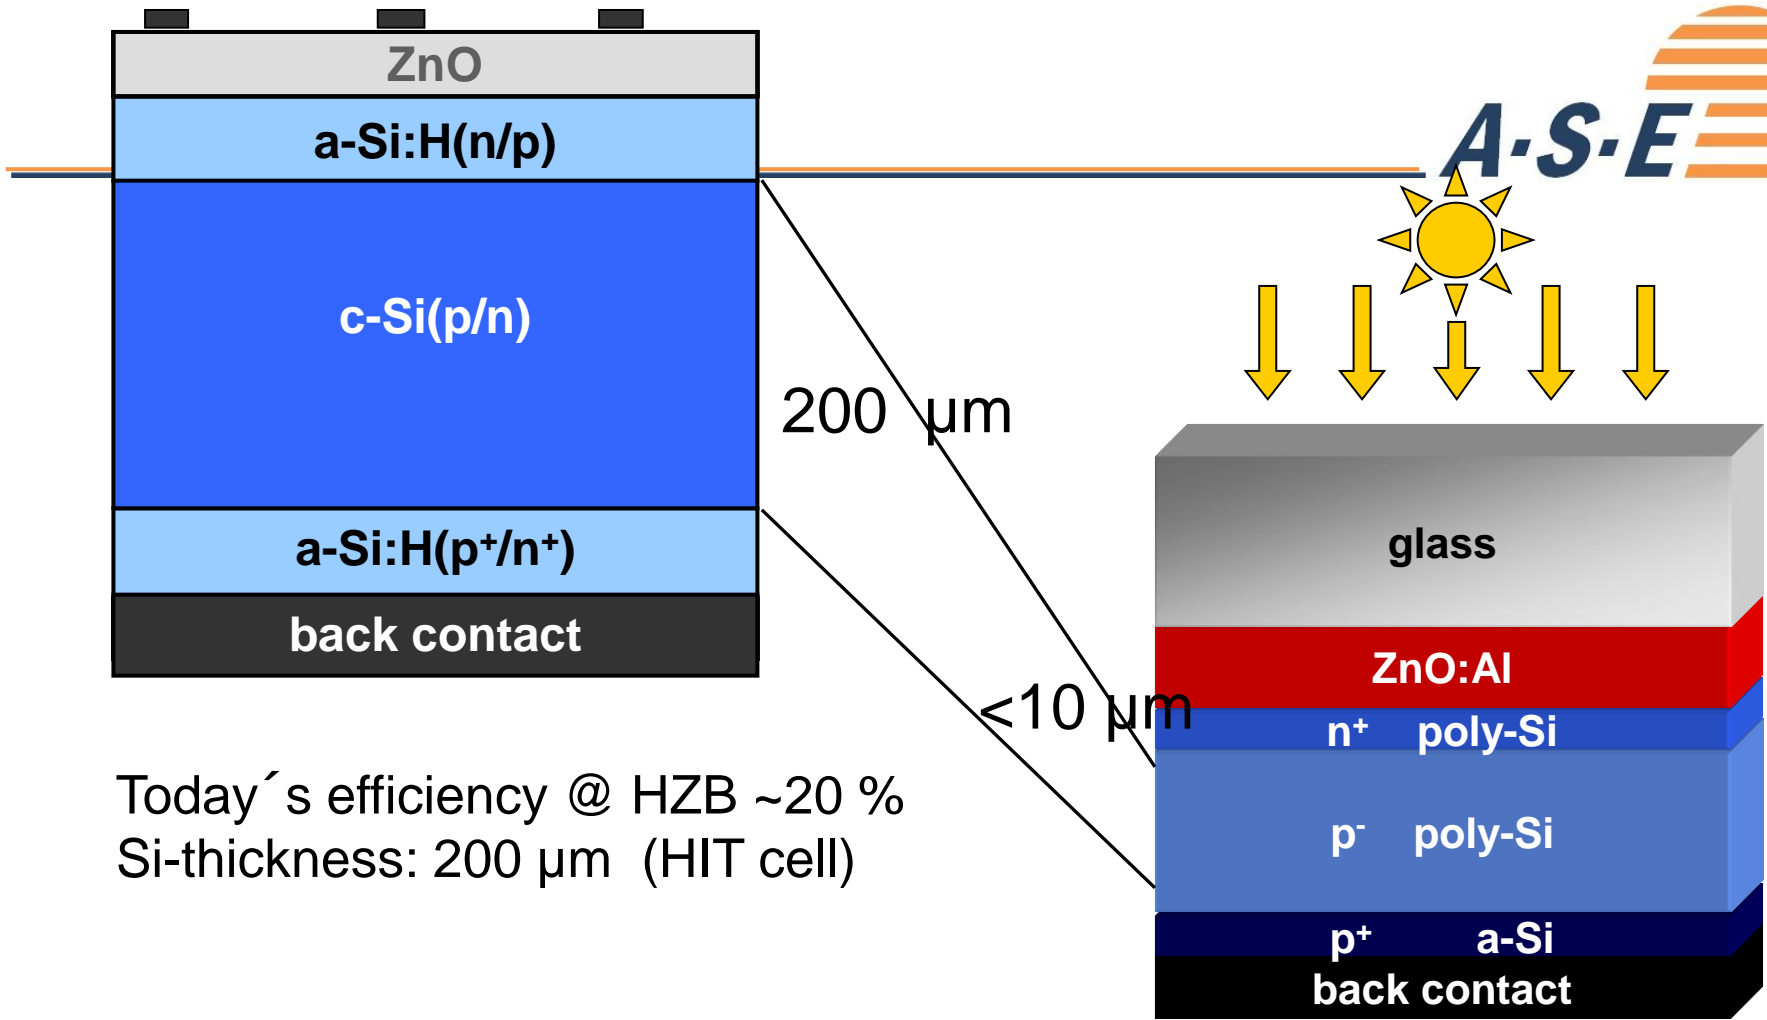 ZnO
a-Si:H(n/p)
c-Si(p/n)
a-Si:H(p⁺/n⁺)
back contact
A·S·E
200 µm
<10 µm
glass
ZnO:Al
n⁺ poly-Si
p⁻ poly-Si
p⁺ a-Si
back contact
Today´s efficiency @ HZB ~20 %
Si-thickness: 200 µm (HIT cell)